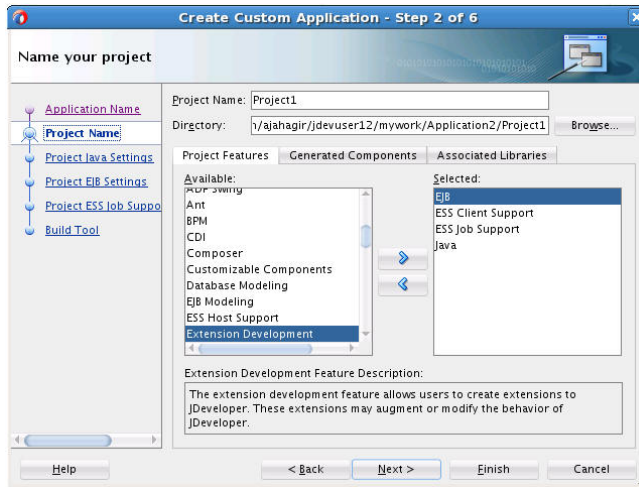 Create Custom Application - Step 2 of 6
Name your project
Application Name
Project Name
Project Java Settings
Project EJB Settings
Project ESS Job Suppo
Build Tool
Project Name: Project1
Directory: n/ajahagir/jdevuser12/mywork/Application2/Project1 Browse...
Project Features Generated Components Associated Libraries
Available:
ADF Swing
Ant
BPM
CDI
Composer
Customizable Components
Database Modeling
EJB Modeling
ESS Host Support
Extension Development
Selected:
EJB
ESS Client Support
ESS Job Support
Java
Extension Development Feature Description:
The extension development feature allows users to create extensions to
JDeveloper. These extensions may augment or modify the behavior of
JDeveloper.
Help < Back Next > Finish Cancel